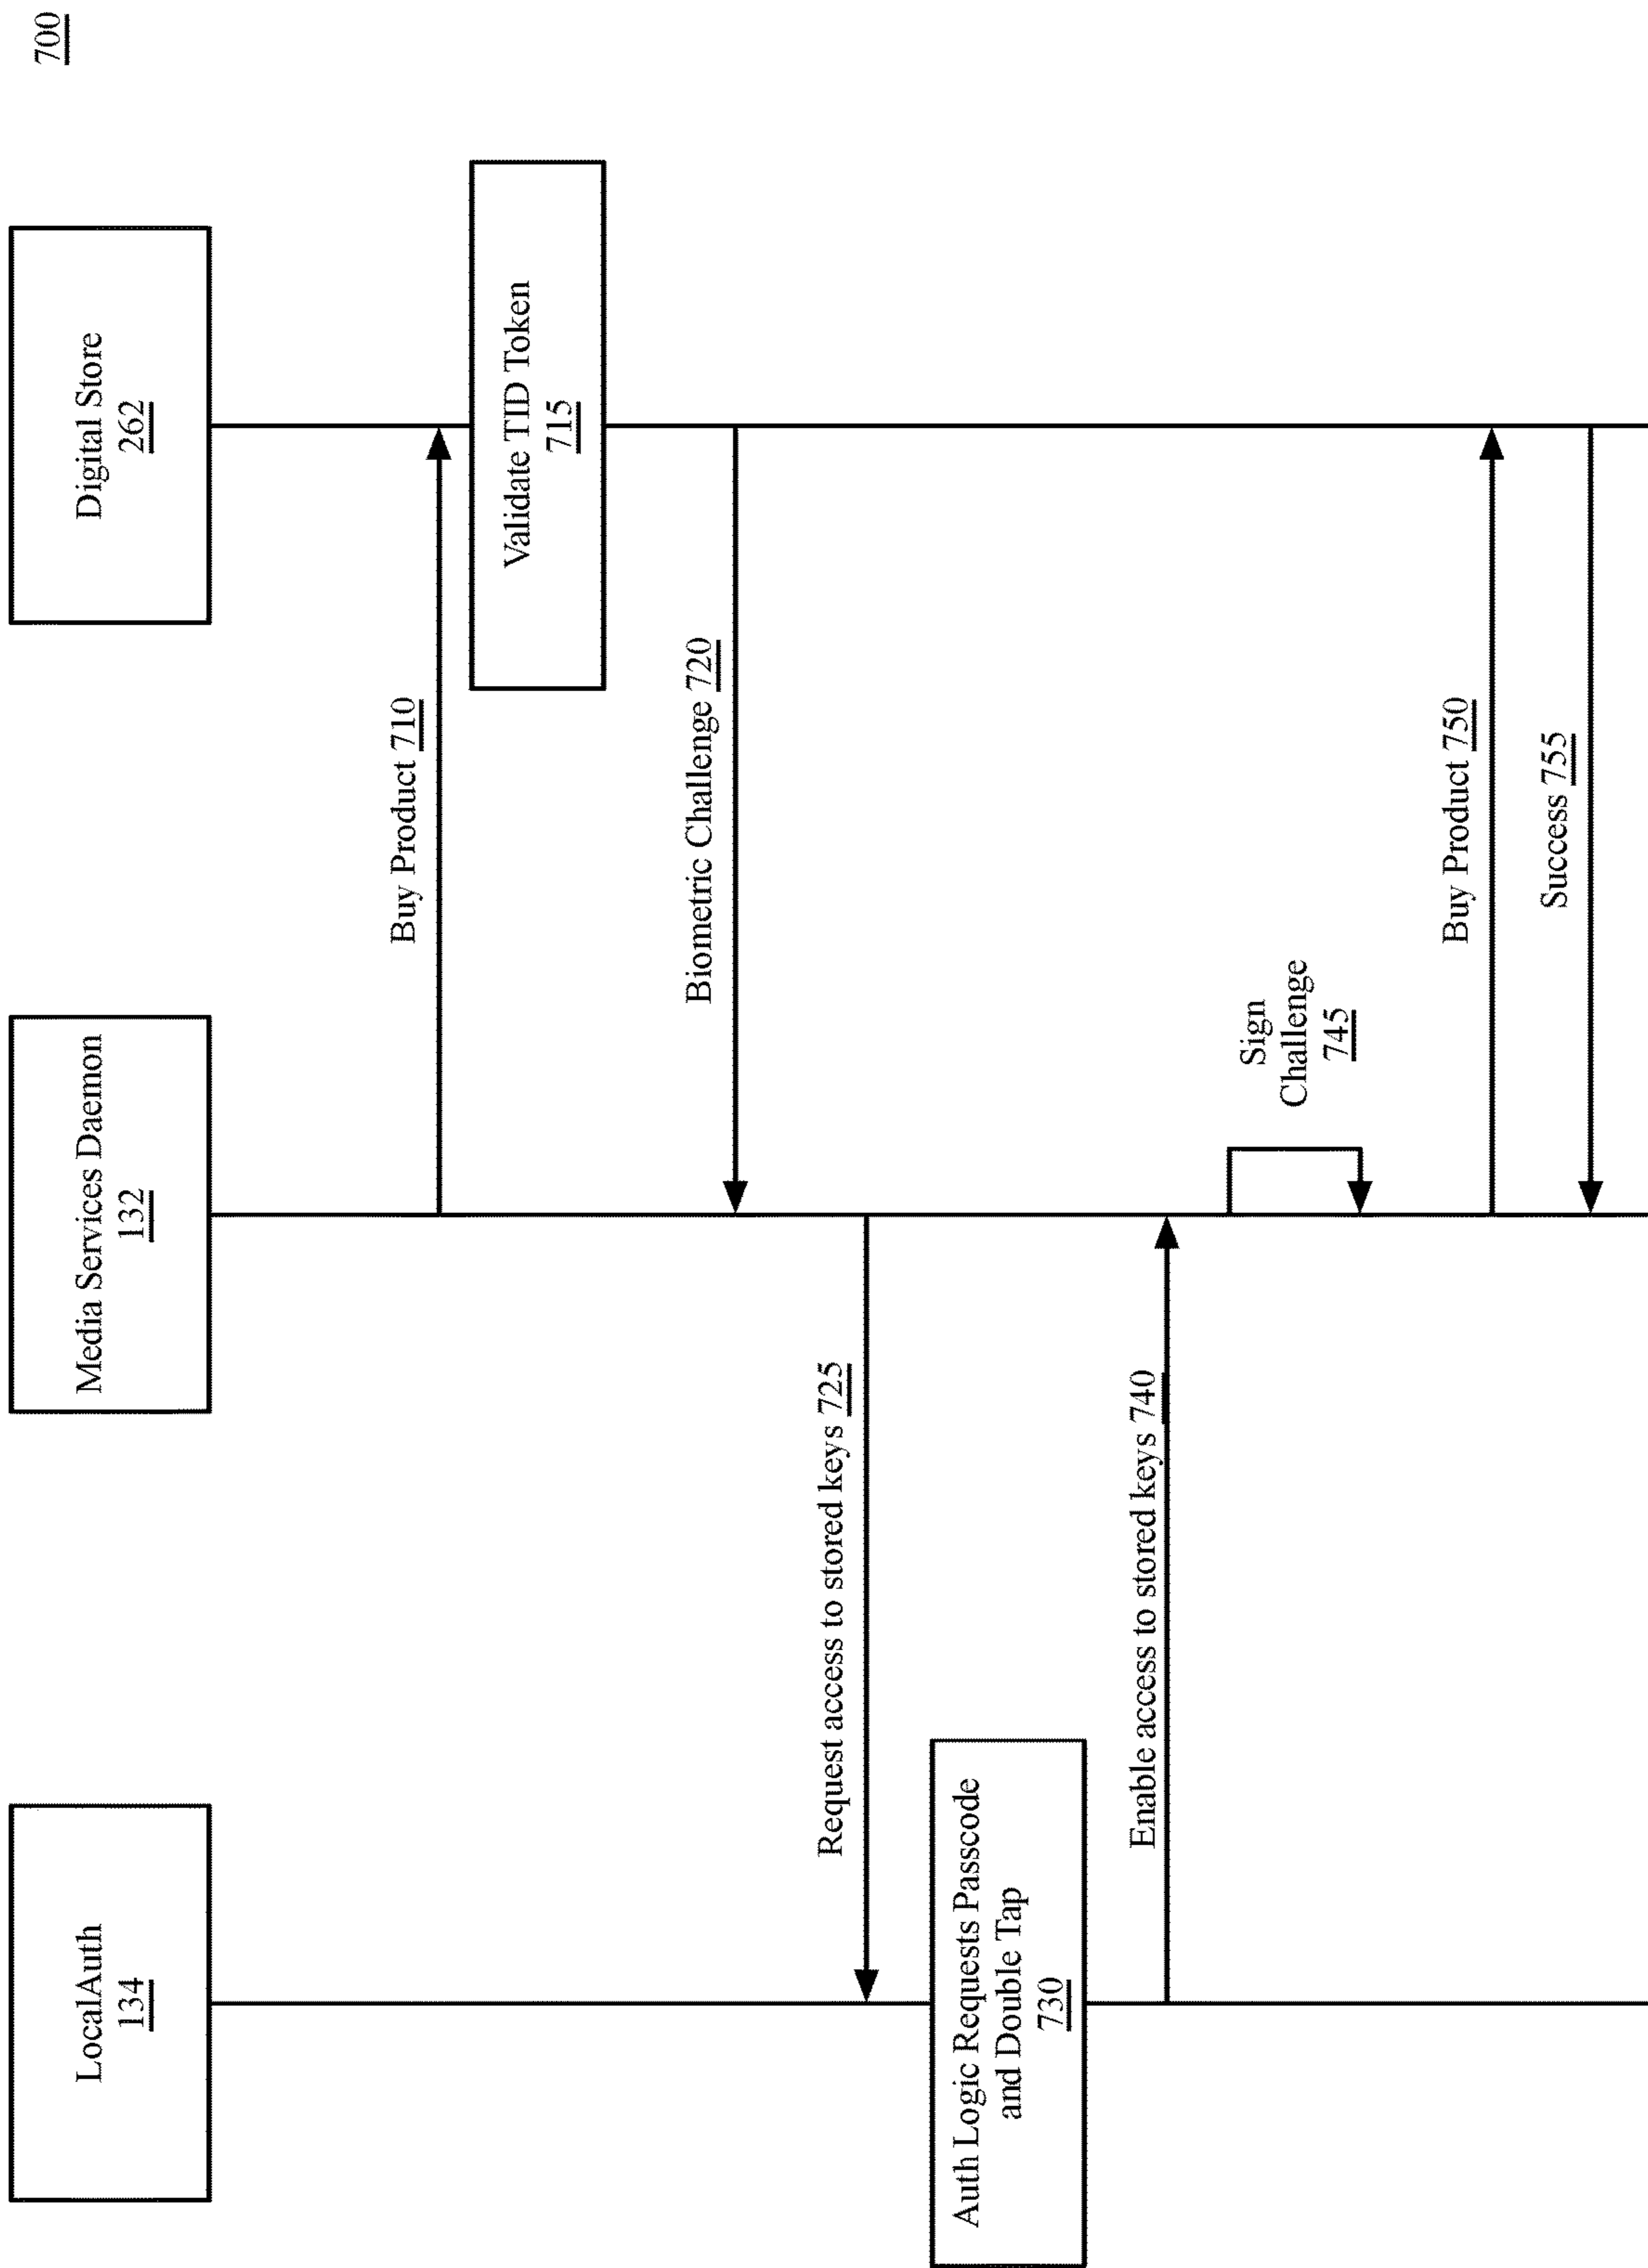 700
LocalAuth
134
Media Services Daemon
132
Digital Store
262
Buy Product 710
Validate TID Token
715
Biometric Challenge 720
Request access to stored keys 725
Auth Logic Requests Passcode
and Double Tap
730
Enable access to stored keys 740
Sign
Challenge
745
Buy Product 750
Success 755